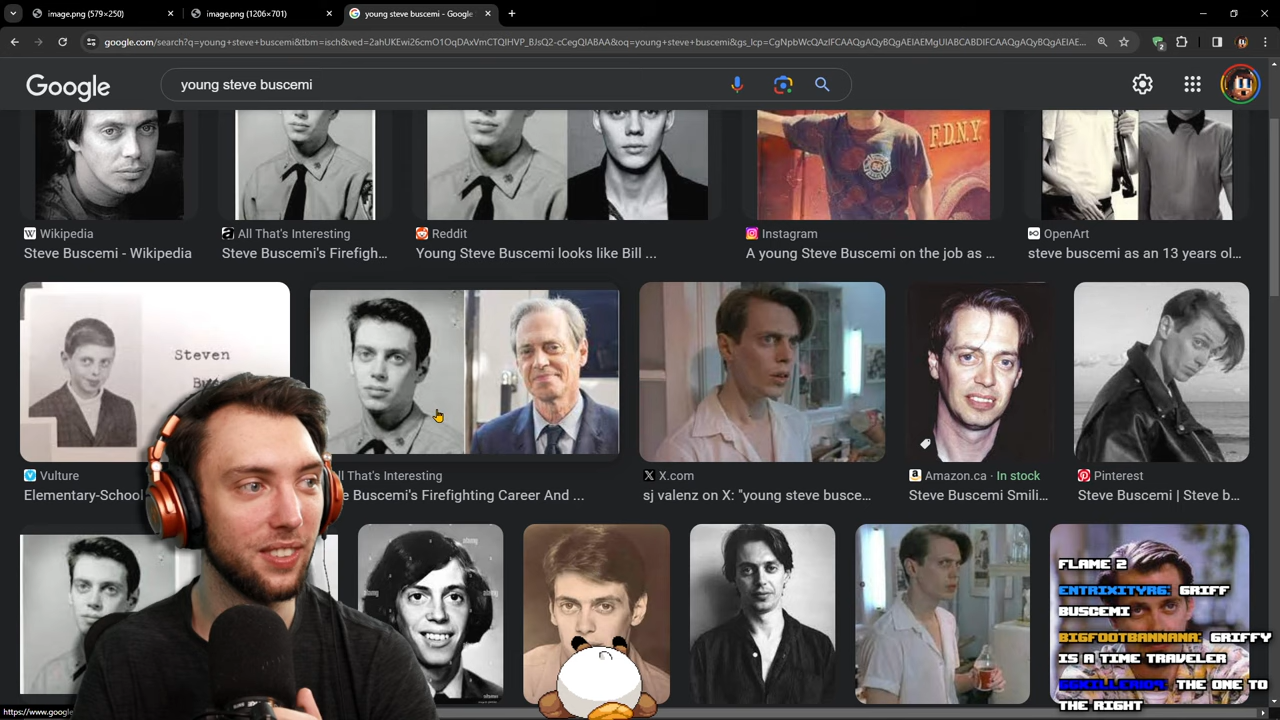 image.png (579×250)
image.png (1206×701)
young steve buscemi - Google
google.com/search?q=young+steve+buscemi&tbm=isch&ved=2ahUKEwi26cmO1OqDAxVmCTQIHVP_BJsQ2-cCegQIABAA&oq=young+steve+buscemi&gs_lcp=CgNpbWcQAzIFCAAQgAQyBQgAEIAEMgUIABCABDIFCAAQgAQyBQgAEIAE...
Google
young steve buscemi
F.D.N.Y.
Wikipedia
Steve Buscemi - Wikipedia
All That's Interesting
Steve Buscemi's Firefigh...
Reddit
Young Steve Buscemi looks like Bill ...
Instagram
A young Steve Buscemi on the job as ...
OpenArt
steve buscemi as an 13 years ol...
Steven
Vulture
Elementary-School
All That's Interesting
e Buscemi's Firefighting Career And ...
X.com
sj valenz on X: "young steve busce...
Amazon.ca · In stock
Steve Buscemi Smili...
Pinterest
Steve Buscemi | Steve b...
FLAME 2
ENTRIXITYR6: GRIFF
BUSCEMI
BIGFOOTBANNANA: GRIFFY
IS A TIME TRAVELER
THE ONE TO
THE RIGHT
https://www.google